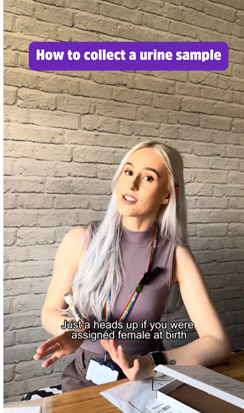 How to collect a urine sample
Just a heads up if you were
assigned female at birth